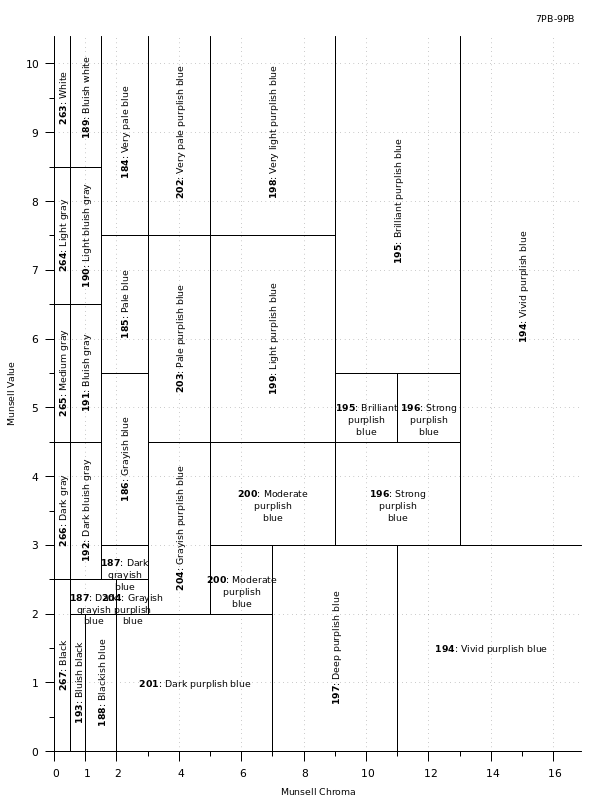 7PB-9PB
10
9
8
7
6
5
4
3
2
1
0
Munsell Value
263: White
189: Bluish white
184: Very pale blue
202: Very pale purplish blue
198: Very light purplish blue
195: Brilliant purplish blue
194: Vivid purplish blue
264: Light gray
190: Light bluish gray
185: Pale blue
203: Pale purplish blue
199: Light purplish blue
265: Medium gray
191: Bluish gray
186: Grayish blue
195: Brilliant
purplish
blue
196: Strong
purplish
blue
266: Dark gray
192: Dark bluish gray
204: Grayish purplish blue
200: Moderate
purplish
blue
196: Strong
purplish
blue
187: Dark
grayish
blue
187: Dark
grayish
blue
204: Grayish
purplish
blue
200: Moderate
purplish
blue
267: Black
193: Bluish black
188: Blackish blue
201: Dark purplish blue
197: Deep purplish blue
194: Vivid purplish blue
0 1 2 4 6 8 10 12 14 16
Munsell Chroma